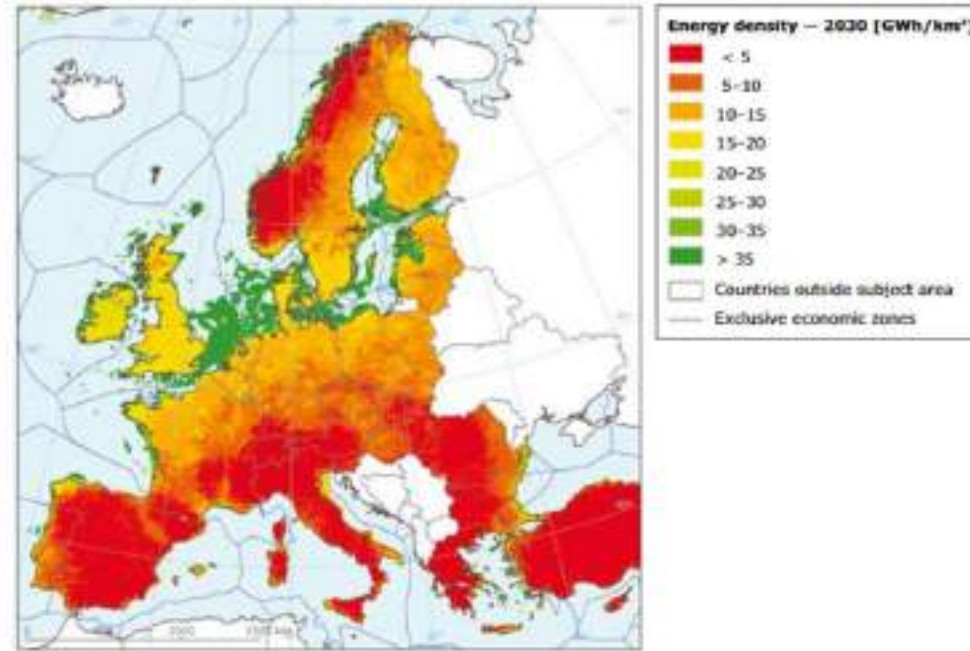 Energy density — 2030 [GWh/km²]
< 5
5–10
10–15
15–20
20–25
25–30
30–35
> 35
Countries outside subject area
Exclusive economic zones